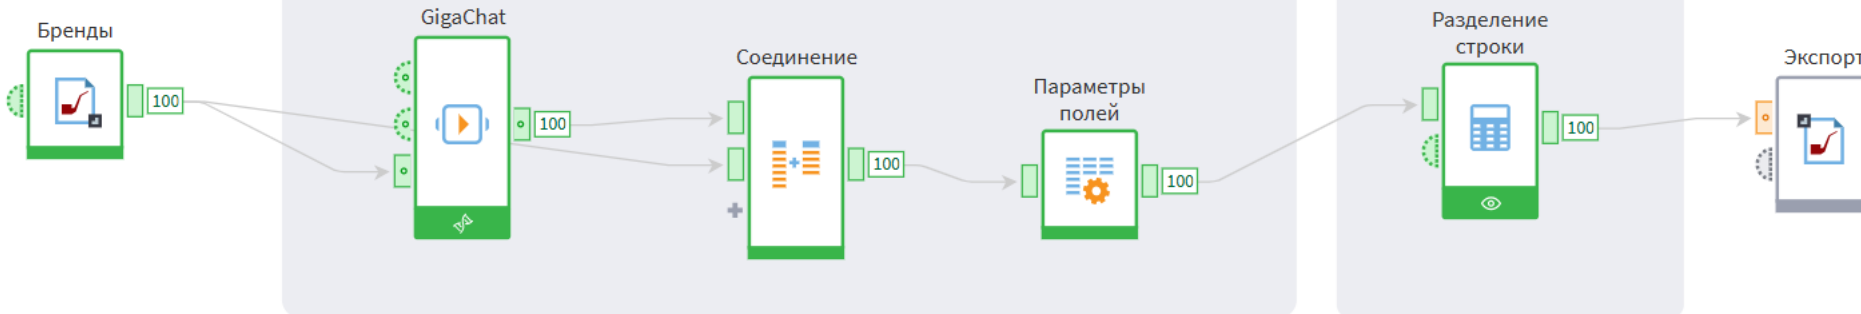 Бренды
100
GigaChat
100
Соединение
100
Параметры
полей
100
Разделение
строки
100
Экспорт